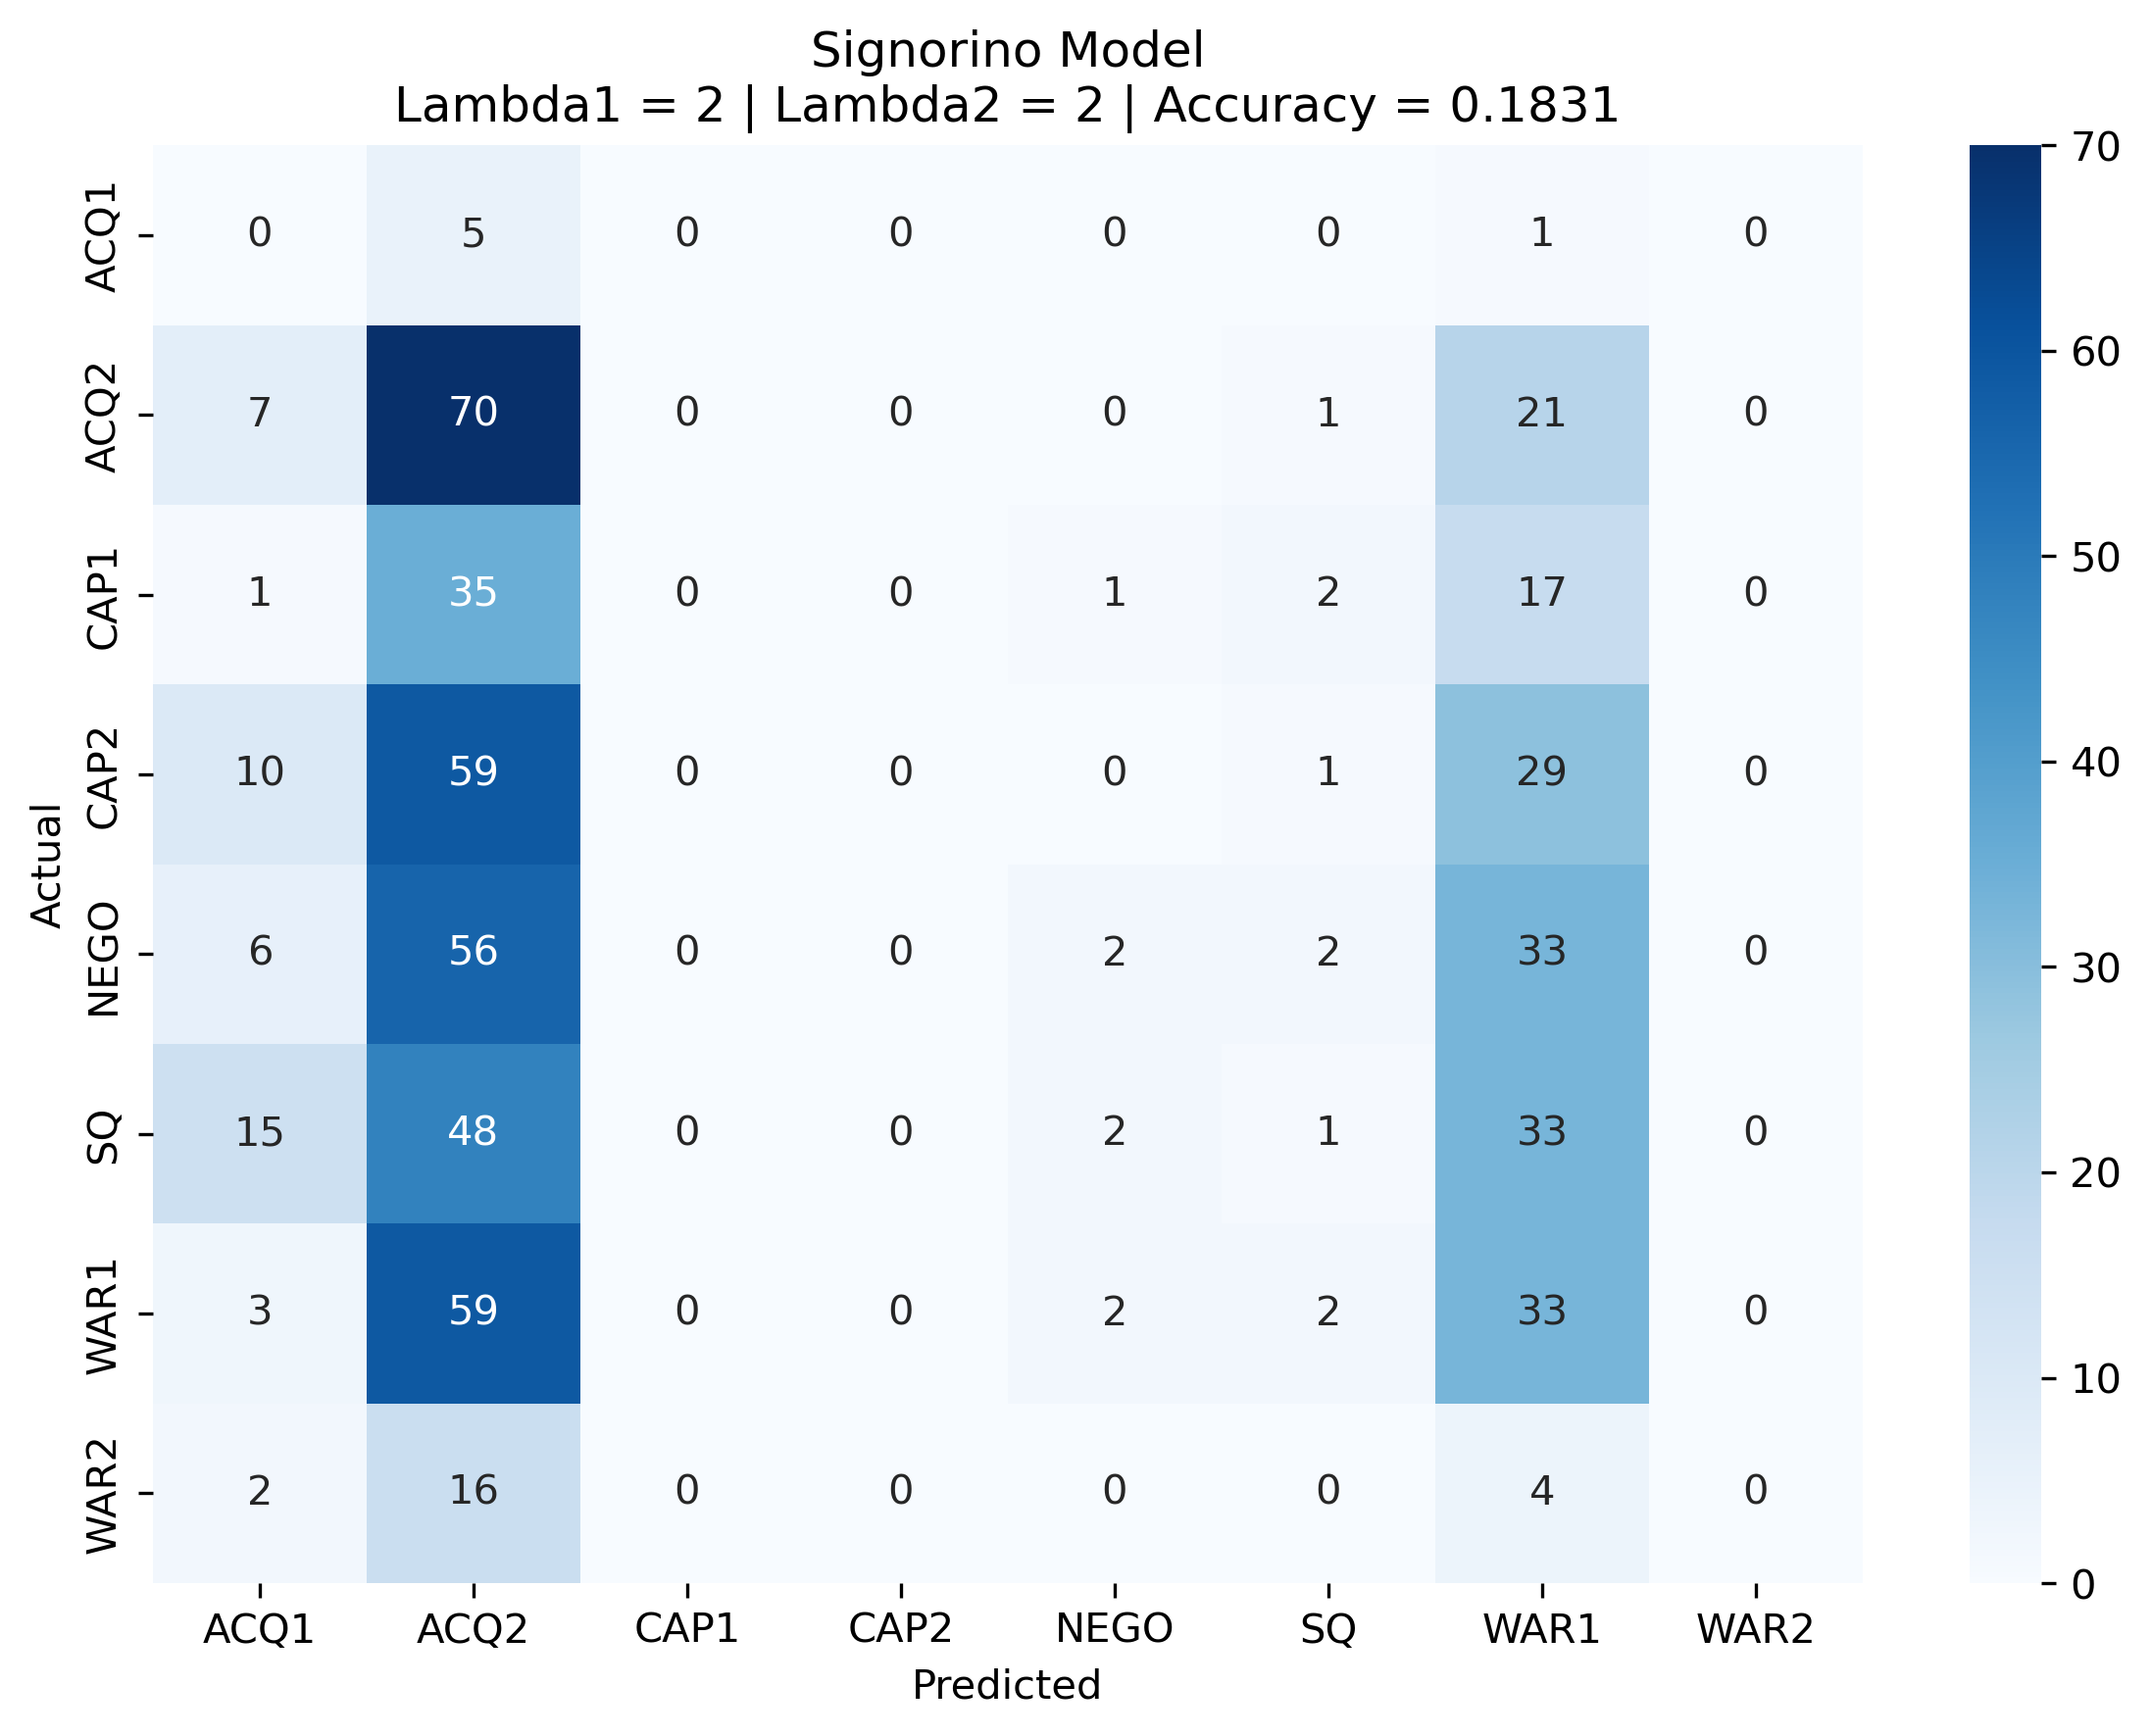 Signorino Model
Lambda1 = 2 | Lambda2 = 2 | Accuracy = 0.1831
Actual
ACQ1 0 5 0 0 0 0 1 0
ACQ2 7 70 0 0 0 1 21 0
CAP1 1 35 0 0 1 2 17 0
CAP2 10 59 0 0 0 1 29 0
NEGO 6 56 0 0 2 2 33 0
SQ 15 48 0 0 2 1 33 0
WAR1 3 59 0 0 2 2 33 0
WAR2 2 16 0 0 0 0 4 0
ACQ1 ACQ2 CAP1 CAP2 NEGO SQ WAR1 WAR2
Predicted
70
60
50
40
30
20
10
0